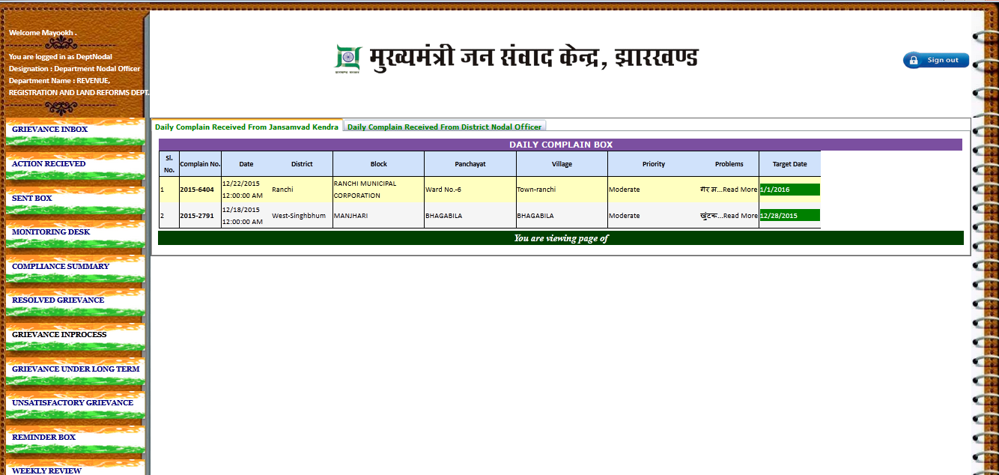 Welcome Mayookh .
You are logged in as DeptNodal
Designation : Department Nodal Officer
Department Name : REVENUE,
REGISTRATION AND LAND REFORMS DEPT.
मुख्यमंत्री जन संवाद केन्द्र, झारखण्ड
Sign out
GRIEVANCE INBOX
ACTION RECIEVED
SENT BOX
MONITORING DESK
COMPLIANCE SUMMARY
RESOLVED GRIEVANCE
GRIEVANCE INPROCESS
GRIEVANCE UNDER LONG TERM
UNSATISFACTORY GRIEVANCE
REMINDER BOX
WEEKLY REVIEW
Daily Complain Received From Jansamvad Kendra Daily Complain Received From District Nodal Officer
DAILY COMPLAIN BOX
Sl. No. Complain No. Date District Block Panchayat Village Priority Problems Target Date
1 2015-6404 12/22/2015 12:00:00 AM Ranchi RANCHI MUNICIPAL CORPORATION Ward No.-6 Town-ranchi Moderate गैर म...Read More 1/1/2016
2 2015-2791 12/18/2015 12:00:00 AM West-Singhbhum MANJHARI BHAGABILA BHAGABILA Moderate खुंटक...Read More 12/28/2015
You are viewing page of